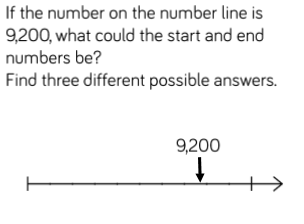 If the number on the number line is
9,200, what could the start and end
numbers be?
Find three different possible answers.
9,200